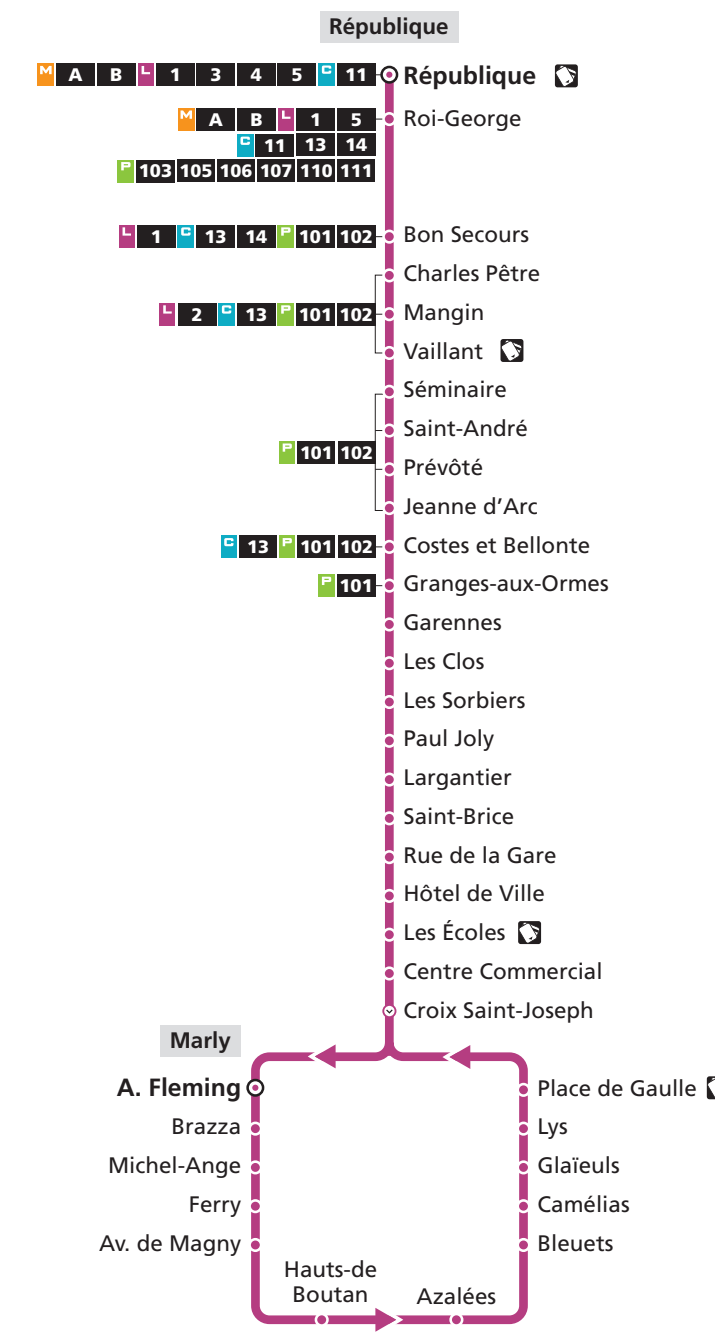 République
M A B L 1 3 4 5 C 11 République
M A B L 1 5 Roi-George
C 11 13 14
P 103 105 106 107 110 111
L 1 C 13 14 P 101 102 Bon Secours
Charles Pêtre
L 2 C 13 P 101 102 Mangin
Vaillant
Séminaire
Saint-André
P 101 102
Prévôté
Jeanne d’Arc
C 13 P 101 102 Costes et Bellonte
P 101 Granges-aux-Ormes
Garennes
Les Clos
Les Sorbiers
Paul Joly
Largantier
Saint-Brice
Rue de la Gare
Hôtel de Ville
Les Écoles
Centre Commercial
Croix Saint-Joseph
Marly
A. Fleming
Brazza
Michel-Ange
Ferry
Av. de Magny
Hauts-de
Boutan
Azalées
Place de Gaulle
Lys
Glaïeuls
Camélias
Bleuets